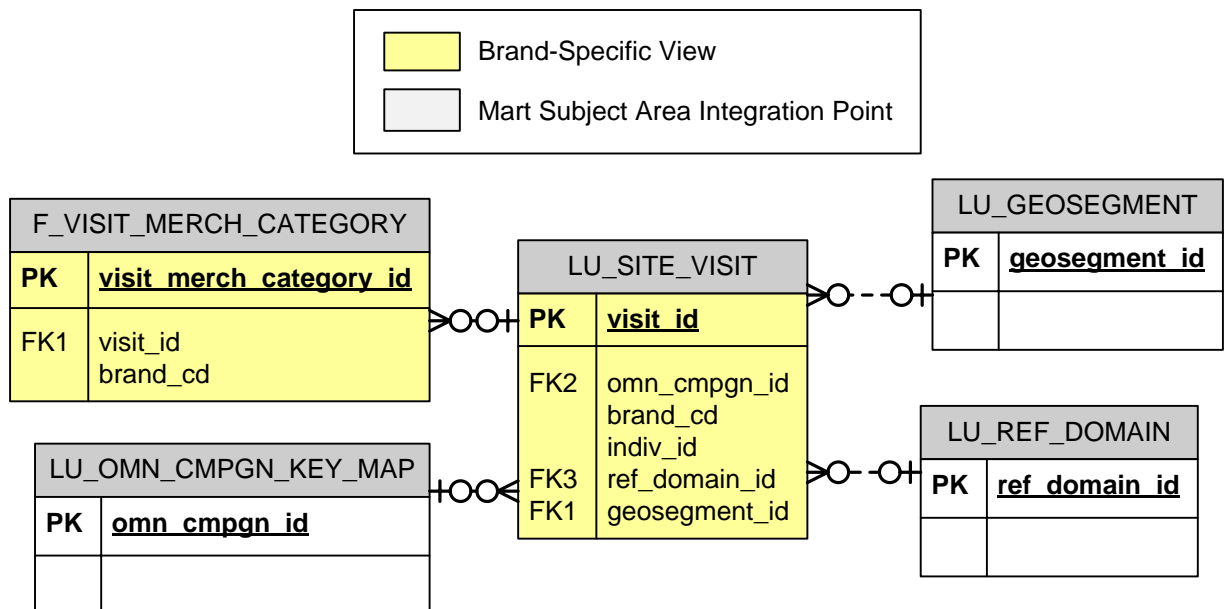 Brand-Specific View
Mart Subject Area Integration Point
F_VISIT_MERCH_CATEGORY
PK visit_merch_category_id
FK1 visit_id
brand_cd
LU_OMN_CMPGN_KEY_MAP
PK omn_cmpgn_id
LU_SITE_VISIT
PK visit_id
FK2 omn_cmpgn_id
brand_cd
indiv_id
FK3 ref_domain_id
FK1 geosegment_id
LU_GEOSEGMENT
PK geosegment_id
LU_REF_DOMAIN
PK ref_domain_id